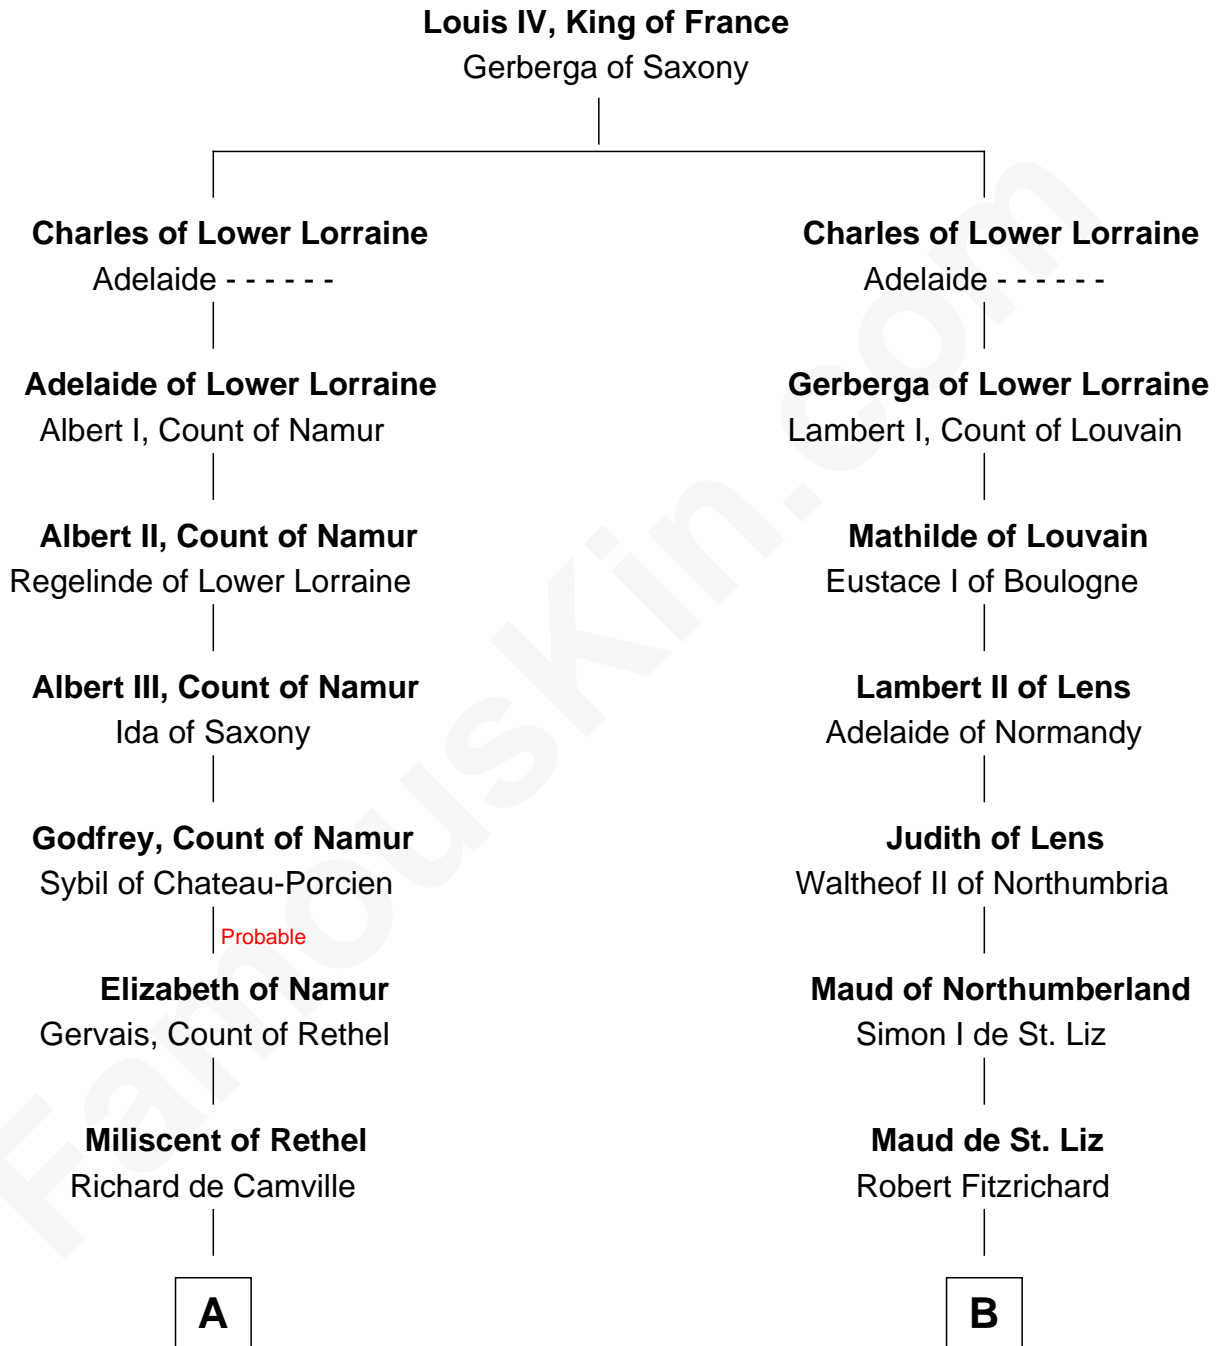 Louis IV, King of France
Gerberga of Saxony
Charles of Lower Lorraine
Adelaide - - - - - -
Adelaide of Lower Lorraine
Albert I, Count of Namur
Albert II, Count of Namur
Regelinde of Lower Lorraine
Albert III, Count of Namur
Ida of Saxony
Godfrey, Count of Namur
Sybil of Chateau-Porcien
Probable
Elizabeth of Namur
Gervais, Count of Rethel
Miliscent of Rethel
Richard de Camville
A
Charles of Lower Lorraine
Adelaide - - - - - -
Gerberga of Lower Lorraine
Lambert I, Count of Louvain
Mathilde of Louvain
Eustace I of Boulogne
Lambert II of Lens
Adelaide of Normandy
Judith of Lens
Waltheof II of Northumbria
Maud of Northumberland
Simon I de St. Liz
Maud de St. Liz
Robert Fitzrichard
B
FamousKin.com